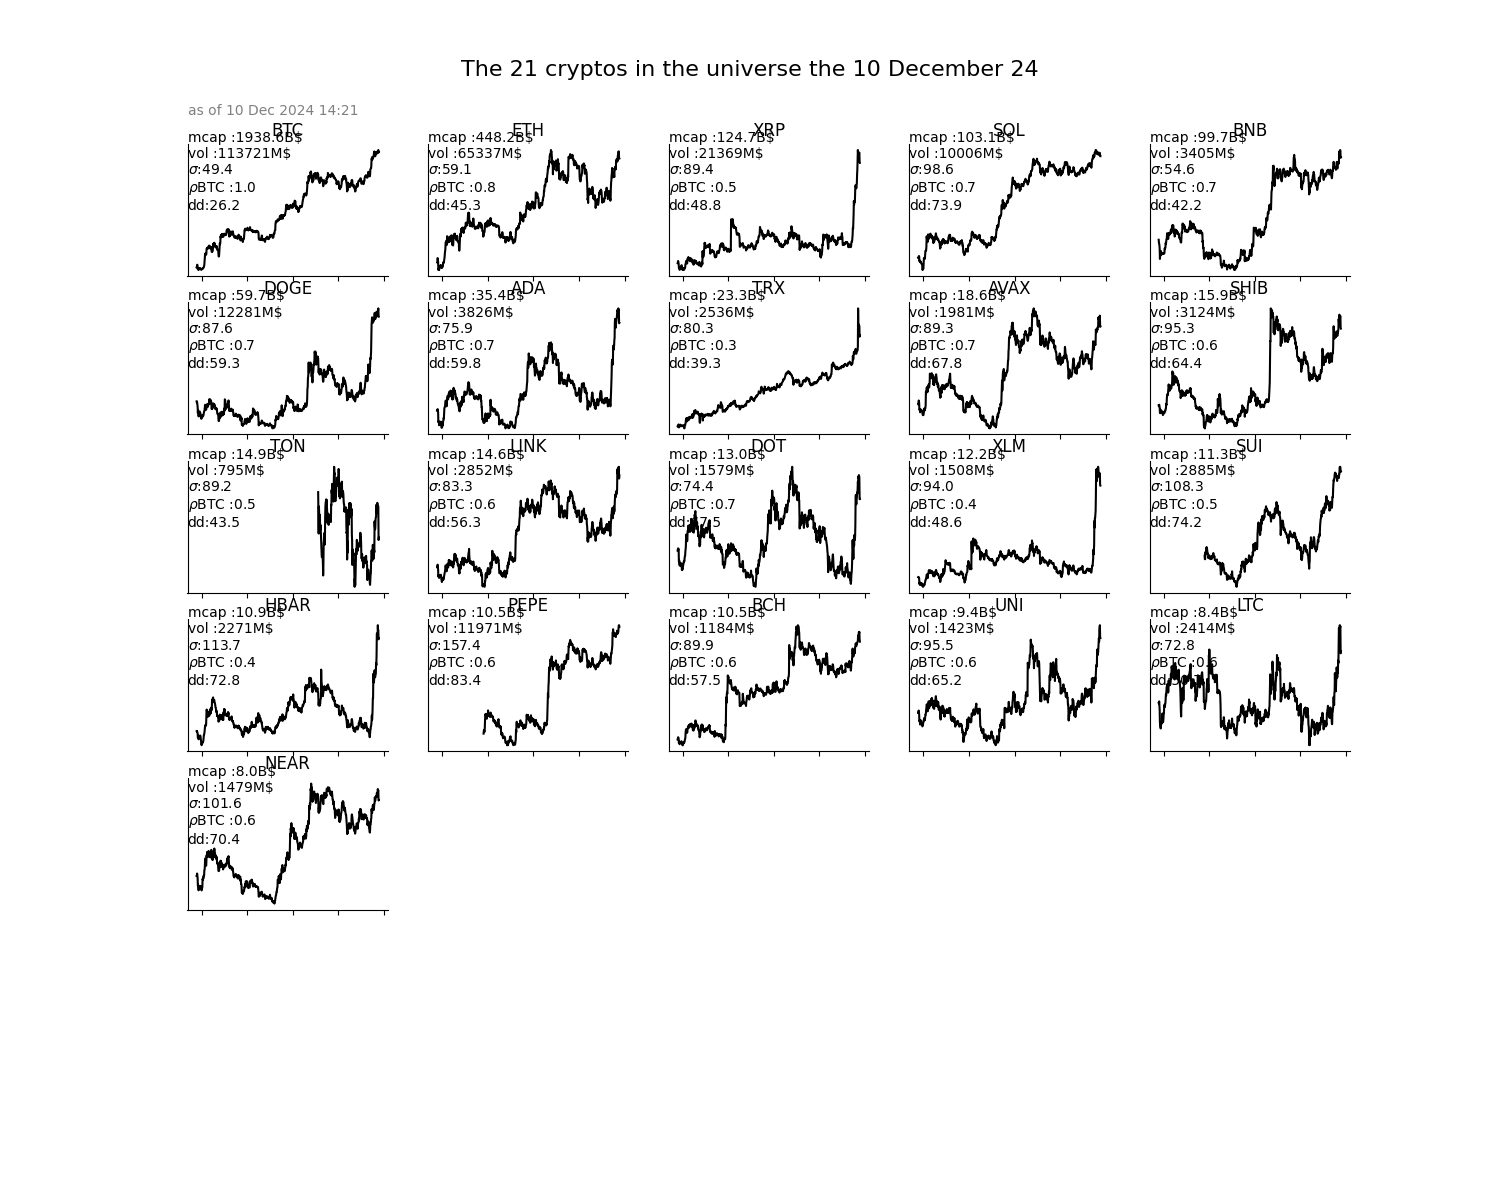 The 21 cryptos in the universe the 10 December 24
as of 10 Dec 2024 14:21
BTC
mcap :1938.6B$
vol :113721M$
σ:49.4
ρBTC :1.0
dd:26.2
ETH
mcap :448.2B$
vol :65337M$
σ:59.1
ρBTC :0.8
dd:45.3
XRP
mcap :124.7B$
vol :21369M$
σ:89.4
ρBTC :0.5
dd:48.8
SOL
mcap :103.1B$
vol :10006M$
σ:98.6
ρBTC :0.7
dd:73.9
BNB
mcap :99.7B$
vol :3405M$
σ:54.6
ρBTC :0.7
dd:42.2
DOGE
mcap :59.7B$
vol :12281M$
σ:87.6
ρBTC :0.7
dd:59.3
ADA
mcap :35.4B$
vol :3826M$
σ:75.9
ρBTC :0.7
dd:59.8
TRX
mcap :23.3B$
vol :2536M$
σ:80.3
ρBTC :0.3
dd:39.3
AVAX
mcap :18.6B$
vol :1981M$
σ:89.3
ρBTC :0.7
dd:67.8
SHIB
mcap :15.9B$
vol :3124M$
σ:95.3
ρBTC :0.6
dd:64.4
TON
mcap :14.9B$
vol :795M$
σ:89.2
ρBTC :0.5
dd:43.5
LINK
mcap :14.6B$
vol :2852M$
σ:83.3
ρBTC :0.6
dd:56.3
DOT
mcap :13.0B$
vol :1579M$
σ:74.4
ρBTC :0.7
XLM
mcap :12.2B$
vol :1508M$
σ:94.0
ρBTC :0.4
dd:48.6
SUI
mcap :11.3B$
vol :2885M$
σ:108.3
ρBTC :0.5
dd:74.2
HBAR
mcap :10.9B$
vol :2271M$
σ:113.7
ρBTC :0.4
dd:72.8
PEPE
mcap :10.5B$
vol :11971M$
σ:157.4
ρBTC :0.6
dd:83.4
BCH
mcap :10.5B$
vol :1184M$
σ:89.9
ρBTC :0.6
dd:57.5
UNI
mcap :9.4B$
vol :1423M$
σ:95.5
ρBTC :0.6
dd:65.2
LTC
mcap :8.4B$
vol :2414M$
σ:72.8
ρBTC :0.6
NEAR
mcap :8.0B$
vol :1479M$
σ:101.6
ρBTC :0.6
dd:70.4